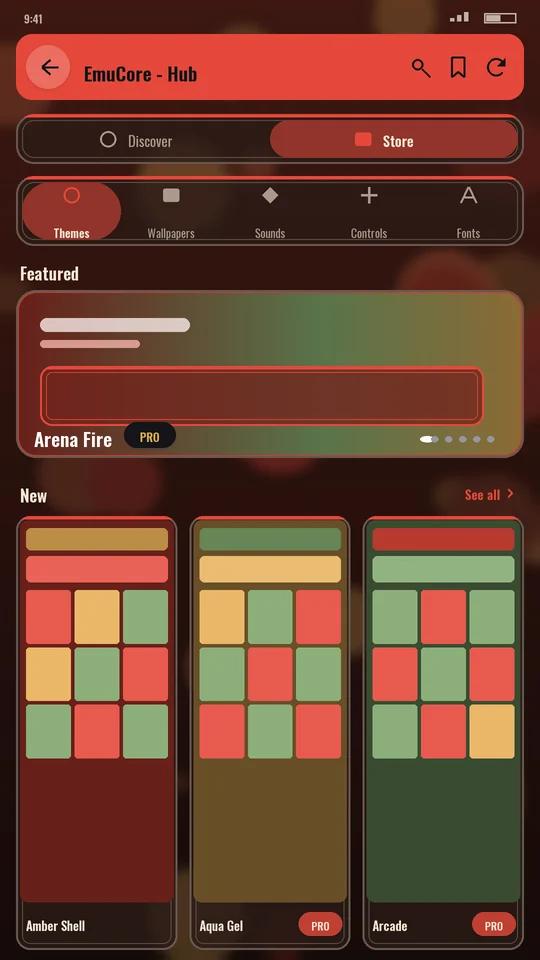 9:41
EmuCore - Hub
Discover
Store
Themes
Wallpapers
Sounds
Controls
Fonts
Featured
Arena Fire
PRO
New
See all
Amber Shell
Aqua Gel
PRO
Arcade
PRO